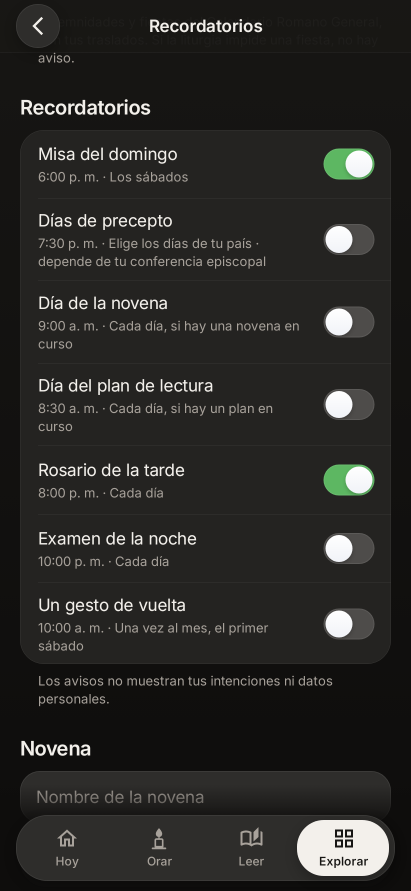 Recordatorios
aviso.
Recordatorios
Misa del domingo
6:00 p. m. · Los sábados
Días de precepto
7:30 p. m. · Elige los días de tu país ·
depende de tu conferencia episcopal
Día de la novena
9:00 a. m. · Cada día, si hay una novena en
curso
Día del plan de lectura
8:30 a. m. · Cada día, si hay un plan en
curso
Rosario de la tarde
8:00 p. m. · Cada día
Examen de la noche
10:00 p. m. · Cada día
Un gesto de vuelta
10:00 a. m. · Una vez al mes, el primer
sábado
Los avisos no muestran tus intenciones ni datos
personales.
Novena
Nombre de la novena
Hoy
Orar
Leer
Explorar